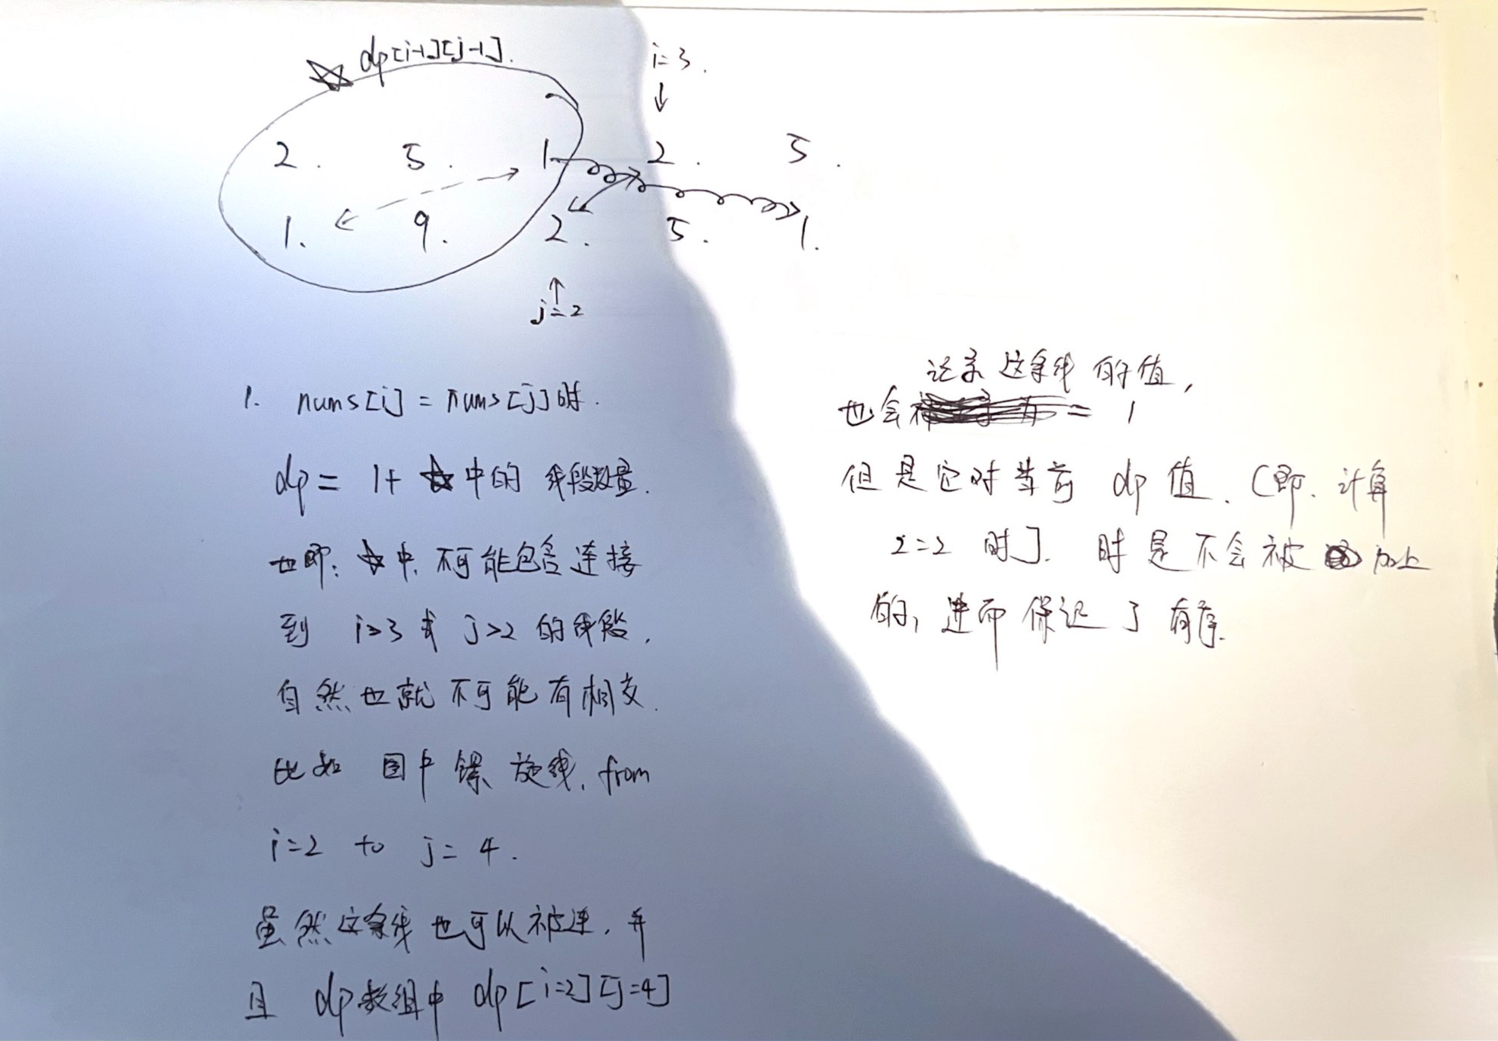 ☆ dp[i-1][j-1].
i=3.
↓
2. 5. 1 2. 5.
1. 9. 2. 5. 1.
↑
j=2
1. nums[i] = nums[j]时.
dp = 1+ ☆中的 线段数量.
也即: ☆中, 不可能包含连接
到 i>3 或 j>2 的线段,
自然也就不可能有相交.
比如 图中 螺旋线, from
i=2 to j= 4.
虽然这条线也可以被连, 并
且 dp数组中 dp[i=2][j=4]
记录 这条线 的值,
也会 = 1
但是它对当前 dp 值. (即. 计算
2=2 时]. 时是不会被 加上
的, 进而保证了有序.